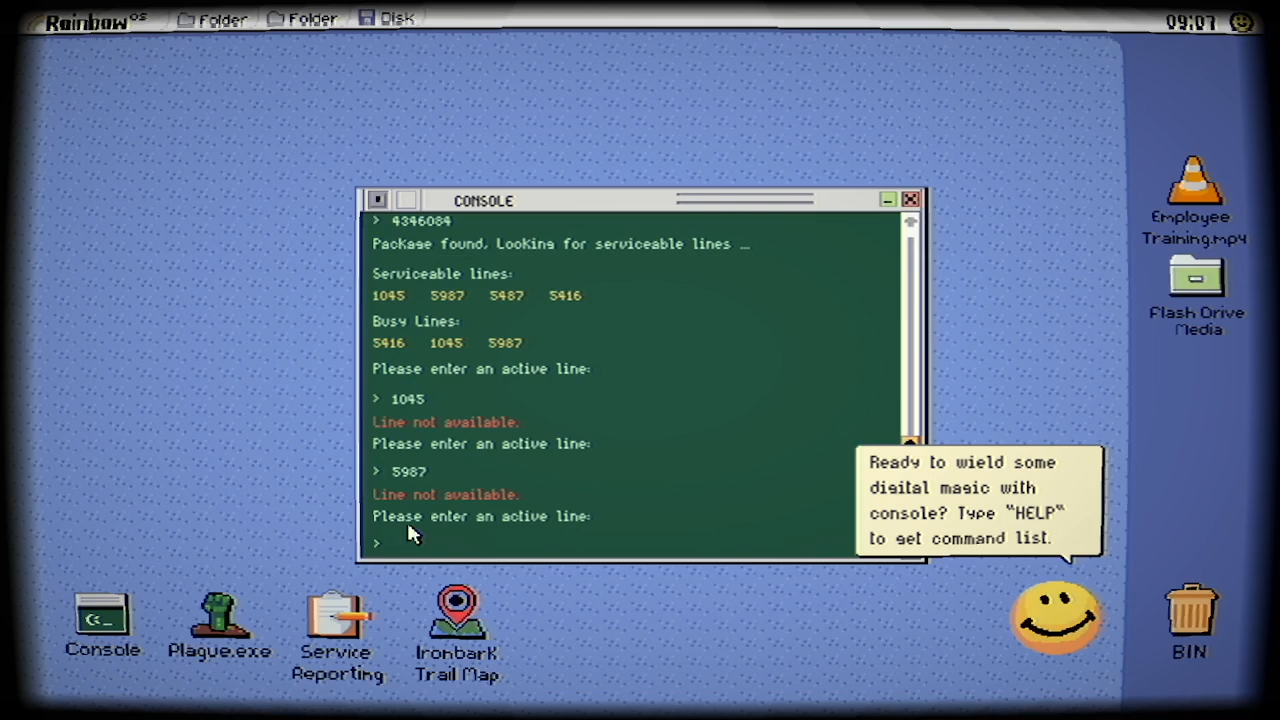 RainbowOS
Folder
Folder
Disk
09:07
CONSOLE
> 4346084
Package found. Looking for serviceable lines ...
Serviceable lines:
1045 5987 5487 5416
Busy Lines:
5416 1045 5987
Please enter an active line:
> 1045
Line not available.
Please enter an active line:
> 5987
Line not available.
Please enter an active line:
>
Ready to wield some
digital magic with
console? Type "HELP"
to get command list.
Employee
Training.mp4
Flash Drive
Media
Console
Plague.exe
Service
Reporting
Ironbark
Trail Map
BIN